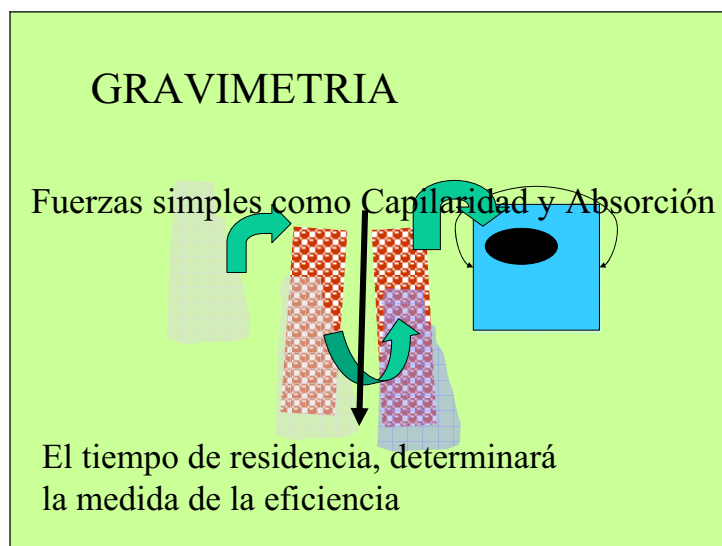 GRAVIMETRIA
Fuerzas simples como Capilaridad y Absorción
El tiempo de residencia, determinará
la medida de la eficiencia